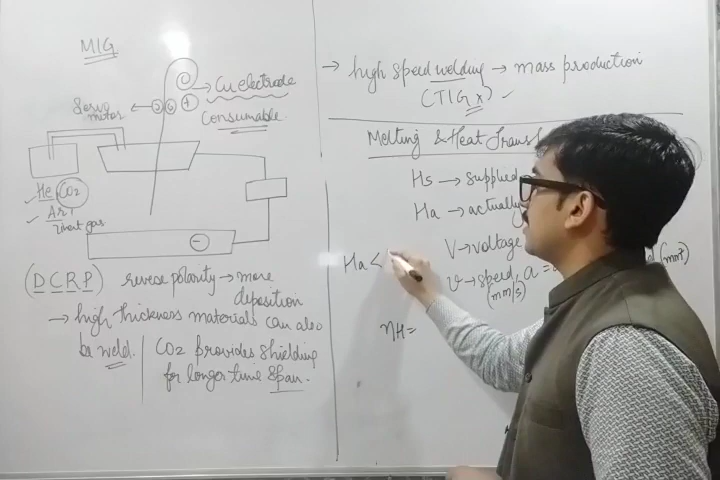 MIG
Cu electrode
Servo motor
+
Consumable
He CO2
Ar
inert gas
-
(DCRP) reverse polarity → more
deposition
→ high thickness materials can also
be weld.
CO2 provides shielding
for longer time span.
→ high speed welding → mass production
(TIG x)
Melting & Heat Transf
Hs → supplied
Ha → actually
V → voltage
v → speed, a =
(mm/s)
(mm²)
Ha <
ηH =